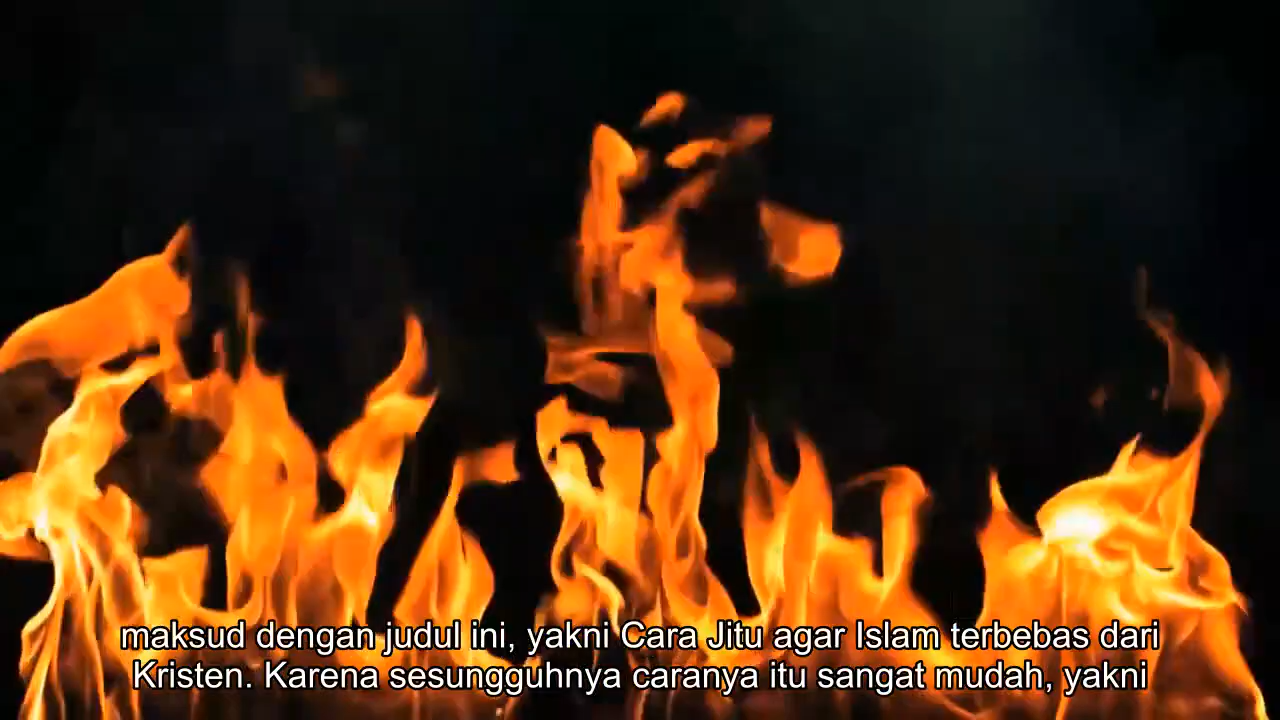 maksud dengan judul ini, yakni Cara Jitu agar Islam terbebas dari
Kristen. Karena sesungguhnya caranya itu sangat mudah, yakni